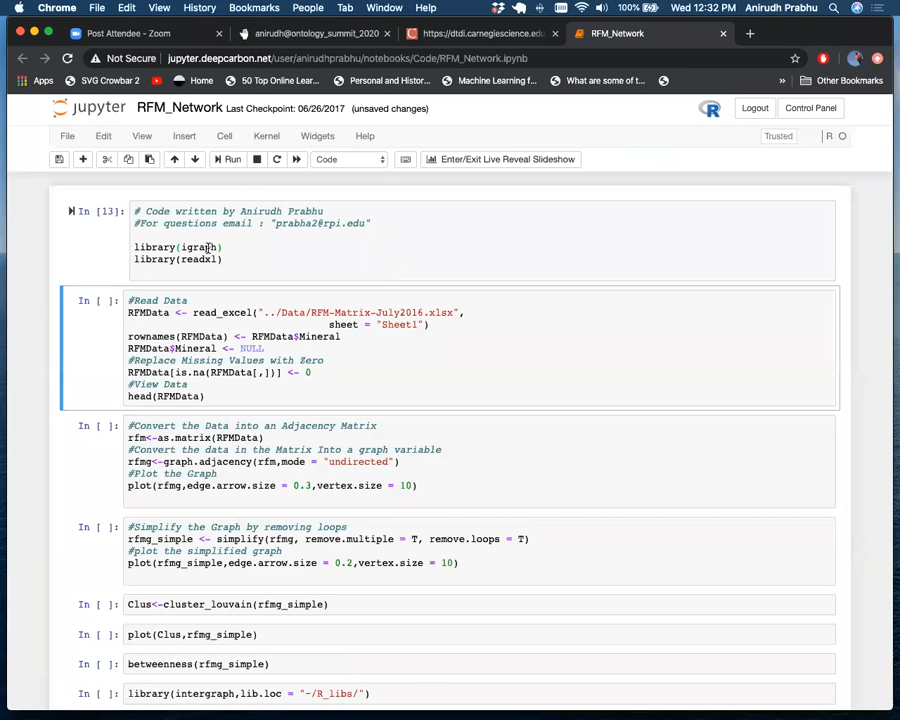 Chrome File Edit View History Bookmarks People Tab Window Help 100% Wed 12:32 PM Anirudh Prabhu
Post Attendee - Zoom × anirudh@ontology_summit_2020 × https://dtdi.carnegiescience.edu × RFM_Network × +
Not Secure | jupyter.deepcarbon.net/user/anirudhprabhu/notebooks/Code/RFM_Network.ipynb
Apps SVG Crowbar 2 Home 50 Top Online Lear... Personal and Histor... Machine Learning f... What are some of t... Other Bookmarks
jupyter RFM_Network Last Checkpoint: 06/26/2017 (unsaved changes) R Logout Control Panel
File Edit View Insert Cell Kernel Widgets Help Trusted R
Run Code Enter/Exit Live Reveal Slideshow
In [13]: # Code written by Anirudh Prabhu
#For questions email : "prabha2@rpi.edu"
library(igraph)
library(readxl)
In [ ]: #Read Data
RFMData <- read_excel("../Data/RFM-Matrix-July2016.xlsx",
sheet = "Sheet1")
rownames(RFMData) <- RFMData$Mineral
RFMData$Mineral <- NULL
#Replace Missing Values with Zero
RFMData[is.na(RFMData[,])] <- 0
#View Data
head(RFMData)
In [ ]: #Convert the Data into an Adjacency Matrix
rfm<-as.matrix(RFMData)
#Convert the data in the Matrix Into a graph variable
rfmg<-graph.adjacency(rfm,mode = "undirected")
#Plot the Graph
plot(rfmg,edge.arrow.size = 0.3,vertex.size = 10)
In [ ]: #Simplify the Graph by removing loops
rfmg_simple <- simplify(rfmg, remove.multiple = T, remove.loops = T)
#plot the simplified graph
plot(rfmg_simple,edge.arrow.size = 0.2,vertex.size = 10)
In [ ]: Clus<-cluster_louvain(rfmg_simple)
In [ ]: plot(Clus,rfmg_simple)
In [ ]: betweenness(rfmg_simple)
In [ ]: library(intergraph,lib.loc = "~/R_libs/")